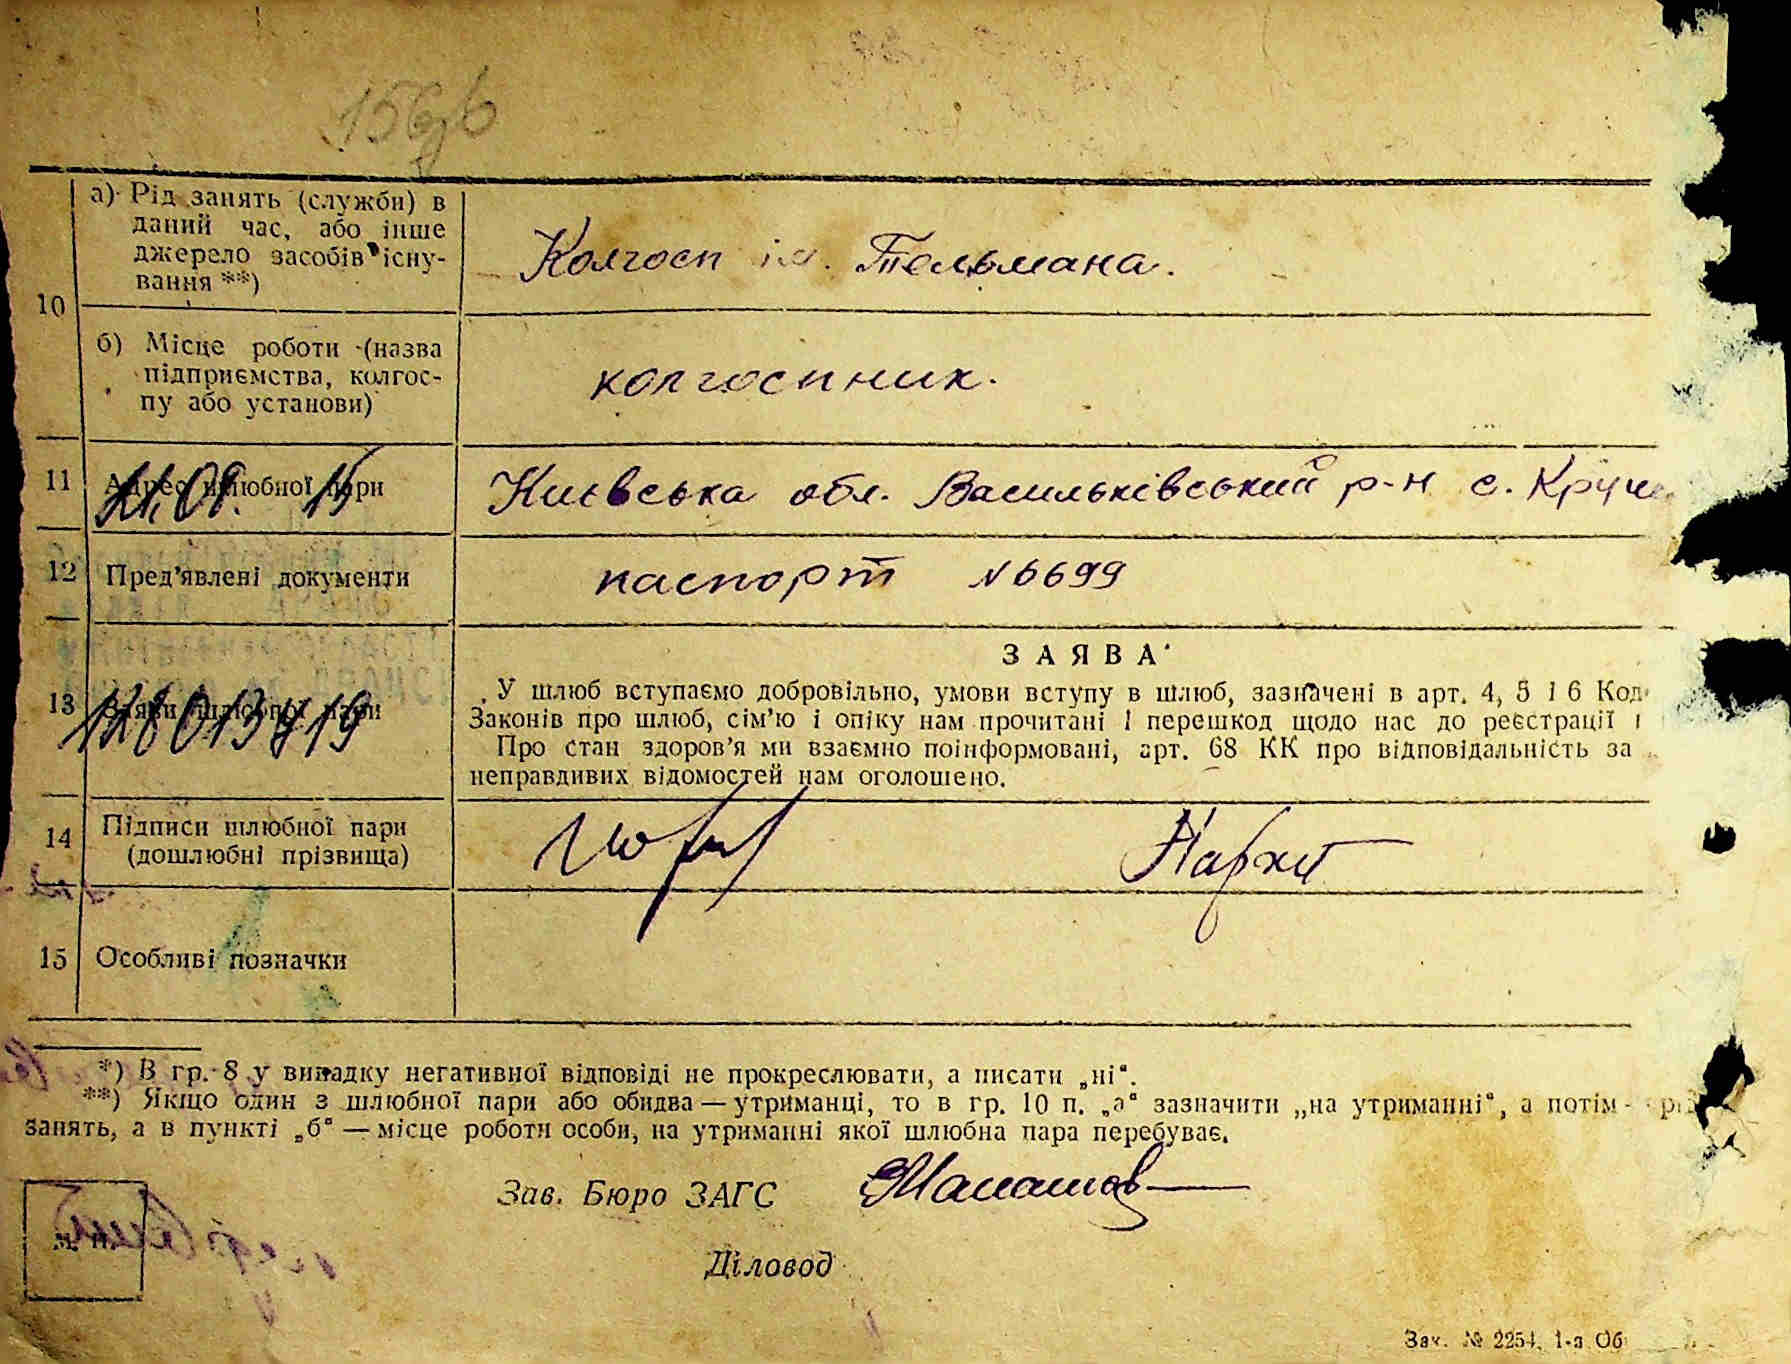 а) Рід занять (служби) в
даний час, або інше
джерело засобів існу-
вання **)
Колгосп ім. Тельмана.
10
б) Місце роботи (назва
підприємства, колгос-
пу або установи)
колгоспник.
11 Адрес шлюбної пари
Київська обл. Васильківський р-н с. Круч
12 Пред'явлені документи
паспорт №6699
ЗАЯВА
13 Заяви шлюбної пари
У шлюб вступаємо добровільно, умови вступу в шлюб, зазначені в арт. 4, 5 і 6 Код
Законів про шлюб, сім'ю і опіку нам прочитані і перешкод щодо нас до реєстрації
Про стан здоров'я ми взаємно поінформовані, арт. 68 КК про відповідальність за
неправдивих відомостей нам оголошено.
14 Підписи шлюбної пари
(дошлюбні прізвища)
15 Особливі позначки
*) В гр. 8 у випадку негативної відповіді не прокреслювати, а писати „ні“.
**) Якщо один з шлюбної пари або обидва — утриманці, то в гр. 10 п. „а“ зазначити „на утриманні“, а потім - рі
занять, а в пункті „б“ — місце роботи особи, на утриманні якої шлюбна пара перебуває.
Зав. Бюро ЗАГС
Діловод
М. П.
Зак. № 2254. 1-а Об